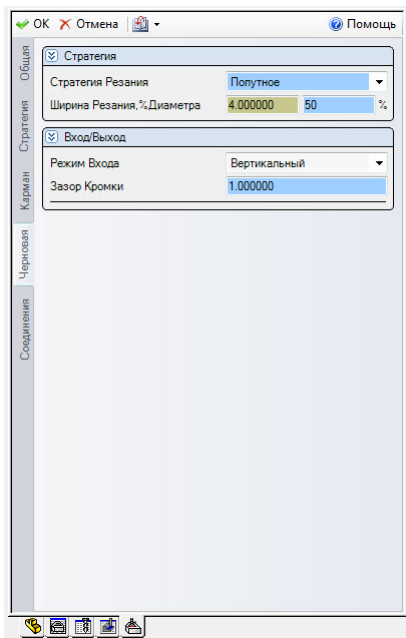 OK Отмена Помощь
Общая
Стратегия
Карман
Черновая
Соединения
Стратегия
Стратегия Резания Попутное
Ширина Резания,%Диаметра 4.000000 50 %
Вход/Выход
Режим Входа Вертикальный
Зазор Кромки 1.000000